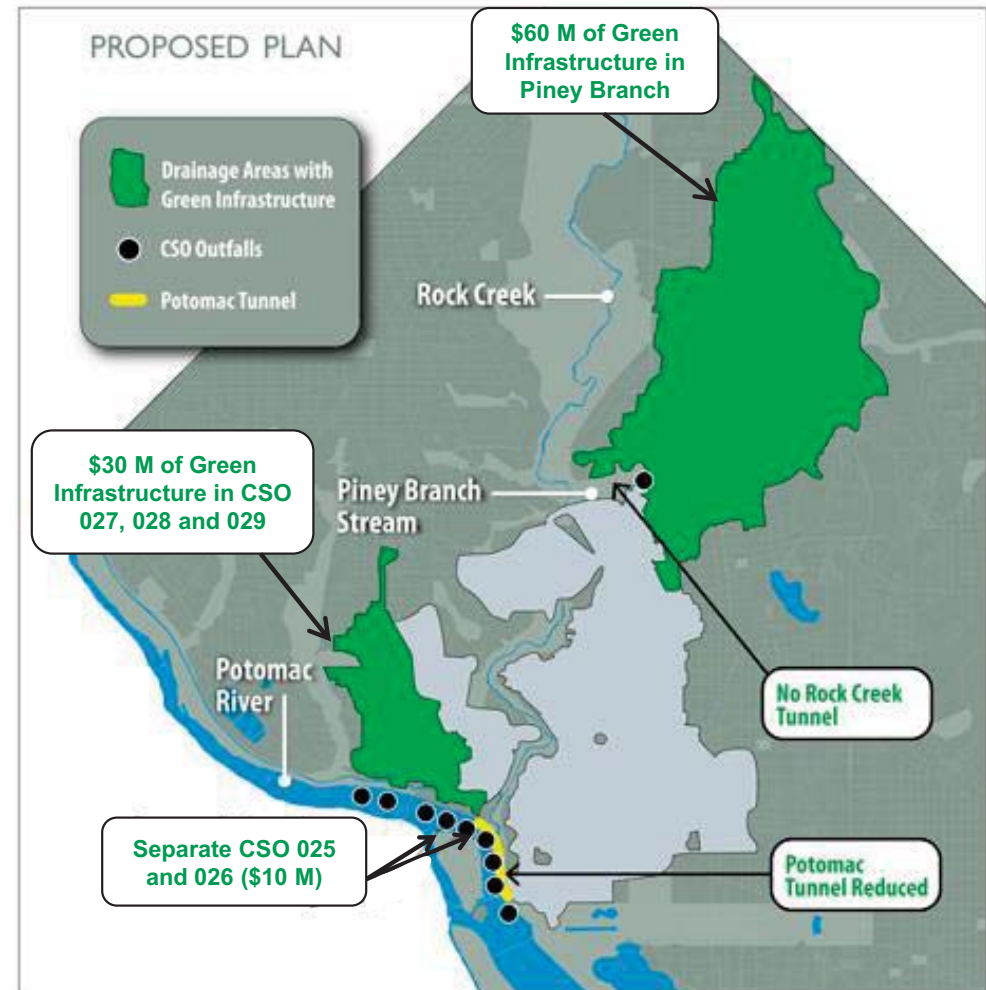 PROPOSED PLAN
$60 M of Green
Infrastructure in
Piney Branch
Drainage Areas with
Green Infrastructure
CSO Outfalls
Potomac Tunnel
Rock Creek
$30 M of Green
Infrastructure in CSO
027, 028 and 029
Piney Branch
Stream
Potomac
River
No Rock Creek
Tunnel
Separate CSO 025
and 026 ($10 M)
Potomac
Tunnel Reduced